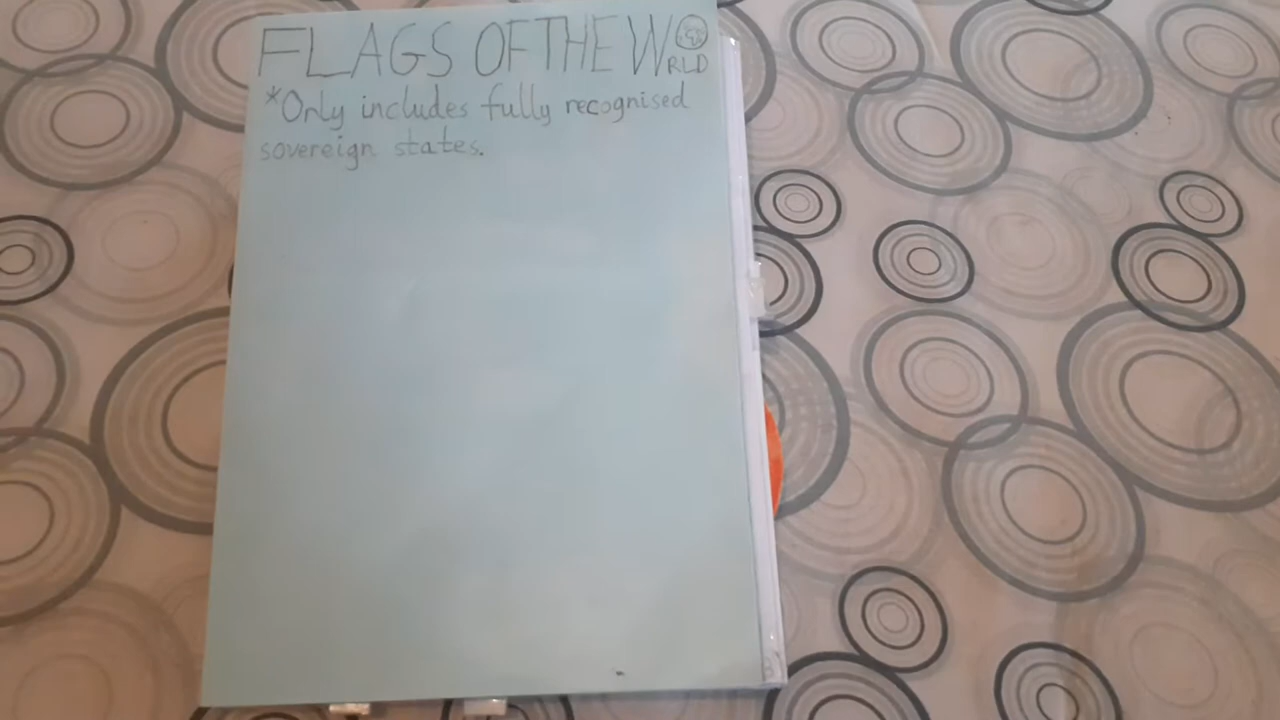 FLAGS OF THE WORLD
*Only includes fully recognised
sovereign states.